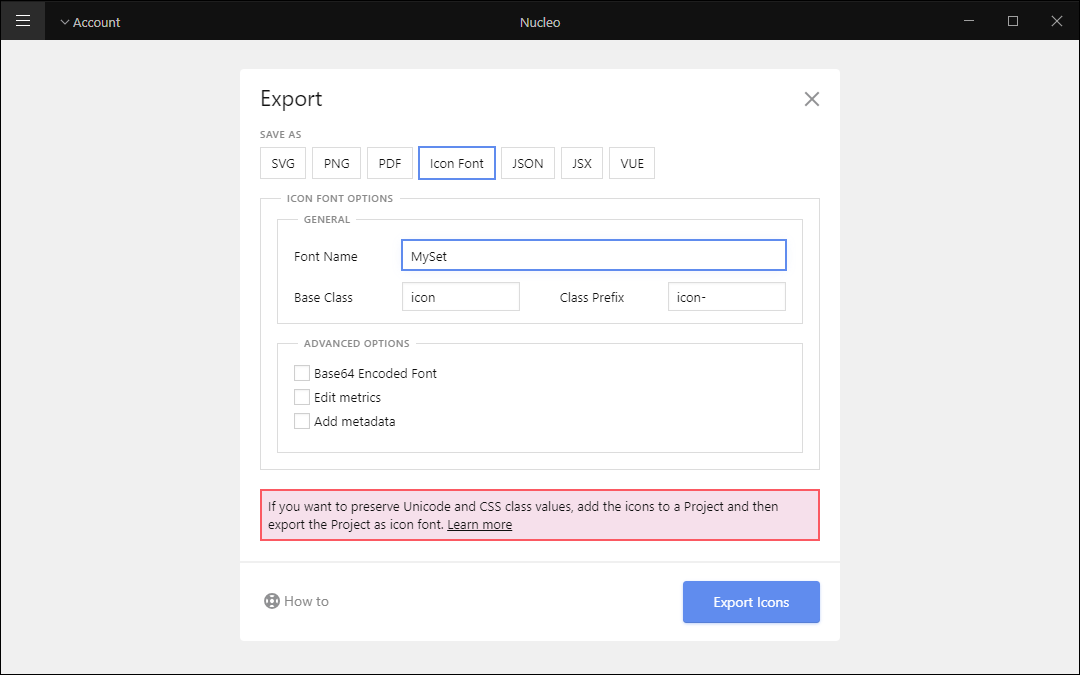 Account
Nucleo
Export
SAVE AS
SVG PNG PDF Icon Font JSON JSX VUE
ICON FONT OPTIONS
GENERAL
Font Name MySet
Base Class icon Class Prefix icon-
ADVANCED OPTIONS
Base64 Encoded Font
Edit metrics
Add metadata
If you want to preserve Unicode and CSS class values, add the icons to a Project and then
export the Project as icon font. Learn more
How to
Export Icons